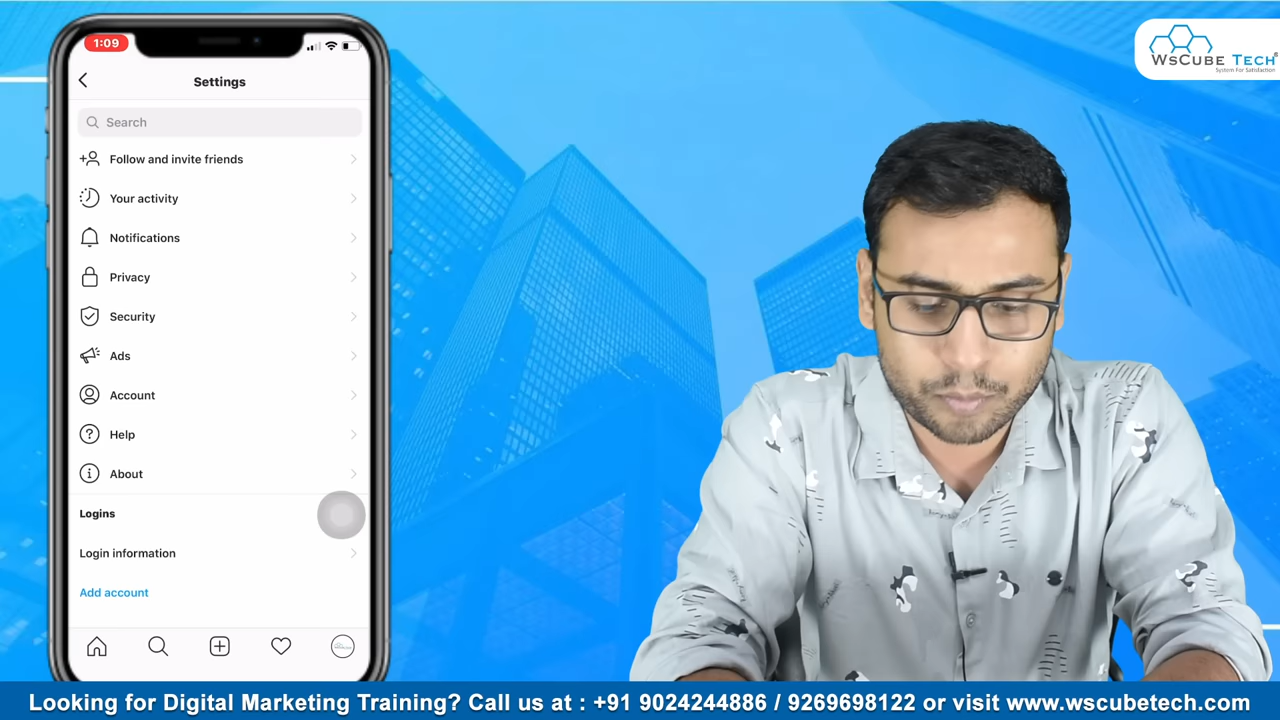 1:09
Settings
Search
Follow and invite friends
Your activity
Notifications
Privacy
Security
Ads
Account
Help
About
Logins
Login information
Add account
WsCUBE TECH
System For Satisfaction
Looking for Digital Marketing Training? Call us at : +91 9024244886 / 9269698122 or visit www.wscubetech.com